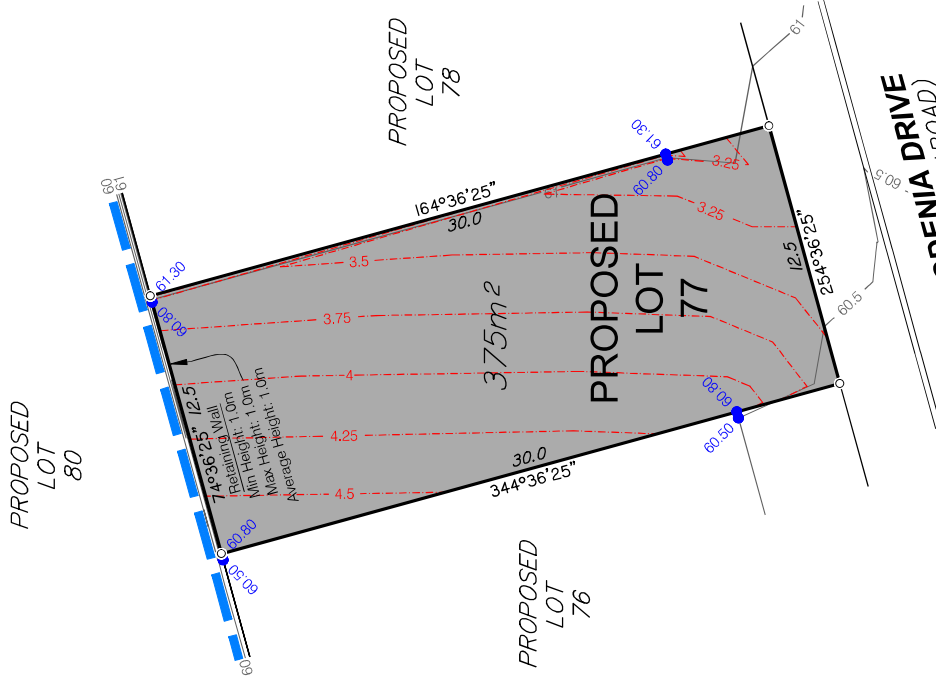 PROPOSED
LOT
78
PROPOSED
LOT
80
PROPOSED
LOT
76
PROPOSED
LOT
77
375m²
164°36'25"
30.0
344°36'25"
30.0
254°36'25"
12.5
74°36'25" 12.5
Retaining Wall
Min Height: 1.0m
Max Height: 1.0m
Average Height: 1.0m
61.30
60.80
61.30
60.80
60.80
60.50
60.80
60.50
3.25
3.25
3.5
3.75
4
4.25
4.5
60
61
60
61
60.5
60.5
DRIVE